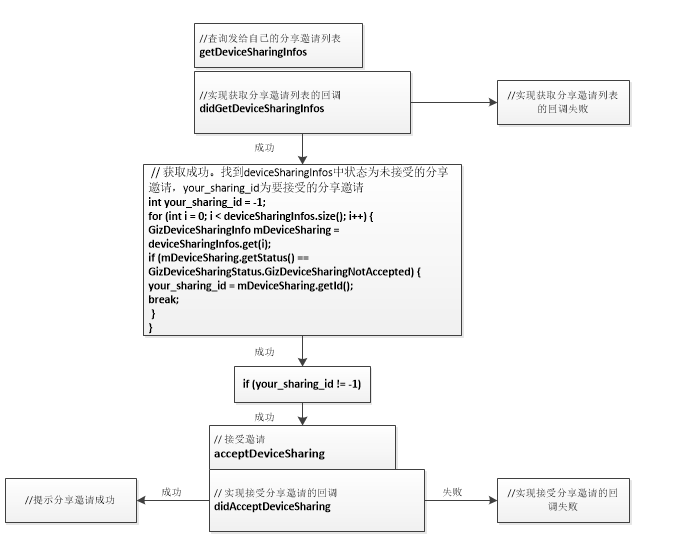 //查询发给自己的分享邀请列表
getDeviceSharingInfos
//实现获取分享邀请列表的回调
didGetDeviceSharingInfos
//实现获取分享邀请列表
的回调失败
成功
// 获取成功。找到deviceSharingInfos中状态为未接受的分享
邀请，your_sharing_id为要接受的分享邀请
int your_sharing_id = -1;
for (int i = 0; i < deviceSharingInfos.size(); i++) {
GizDeviceSharingInfo mDeviceSharing =
deviceSharingInfos.get(i);
if (mDeviceSharing.getStatus() ==
GizDeviceSharingStatus.GizDeviceSharingNotAccepted) {
your_sharing_id = mDeviceSharing.getId();
break;
}
}
成功
if (your_sharing_id != -1)
成功
// 接受邀请
acceptDeviceSharing
//提示分享邀请成功
成功
// 实现接受分享邀请的回调
didAcceptDeviceSharing
失败
//实现接受分享邀请的回
调失败